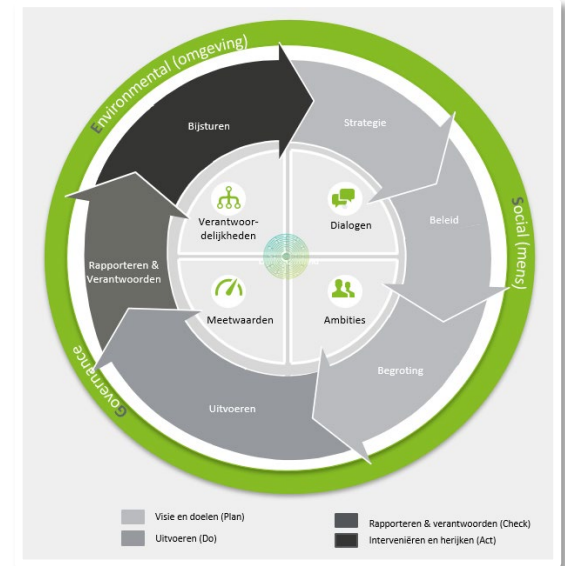 Environmental (omgeving)
Social (mens)
Governance
Bijsturen
Strategie
Beleid
Begroting
Uitvoeren
Rapporteren &
Verantwoorden
Verantwoor-
delijkheden
Dialogen
Meetwaarden
Ambities
Visie en doelen (Plan)
Uitvoeren (Do)
Rapporteren & verantwoorden (Check)
Interveniëren en herijken (Act)